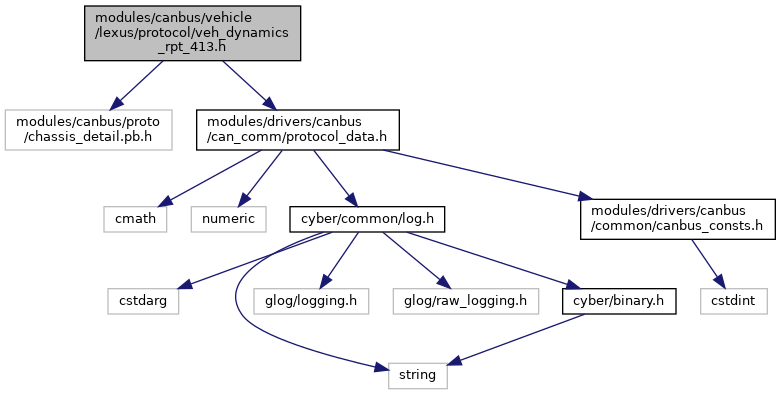 modules/canbus/vehicle
/lexus/protocol/veh_dynamics
_rpt_413.h
modules/canbus/proto
/chassis_detail.pb.h
modules/drivers/canbus
/can_comm/protocol_data.h
cmath
numeric
cyber/common/log.h
modules/drivers/canbus
/common/canbus_consts.h
cstdarg
glog/logging.h
glog/raw_logging.h
cyber/binary.h
cstdint
string